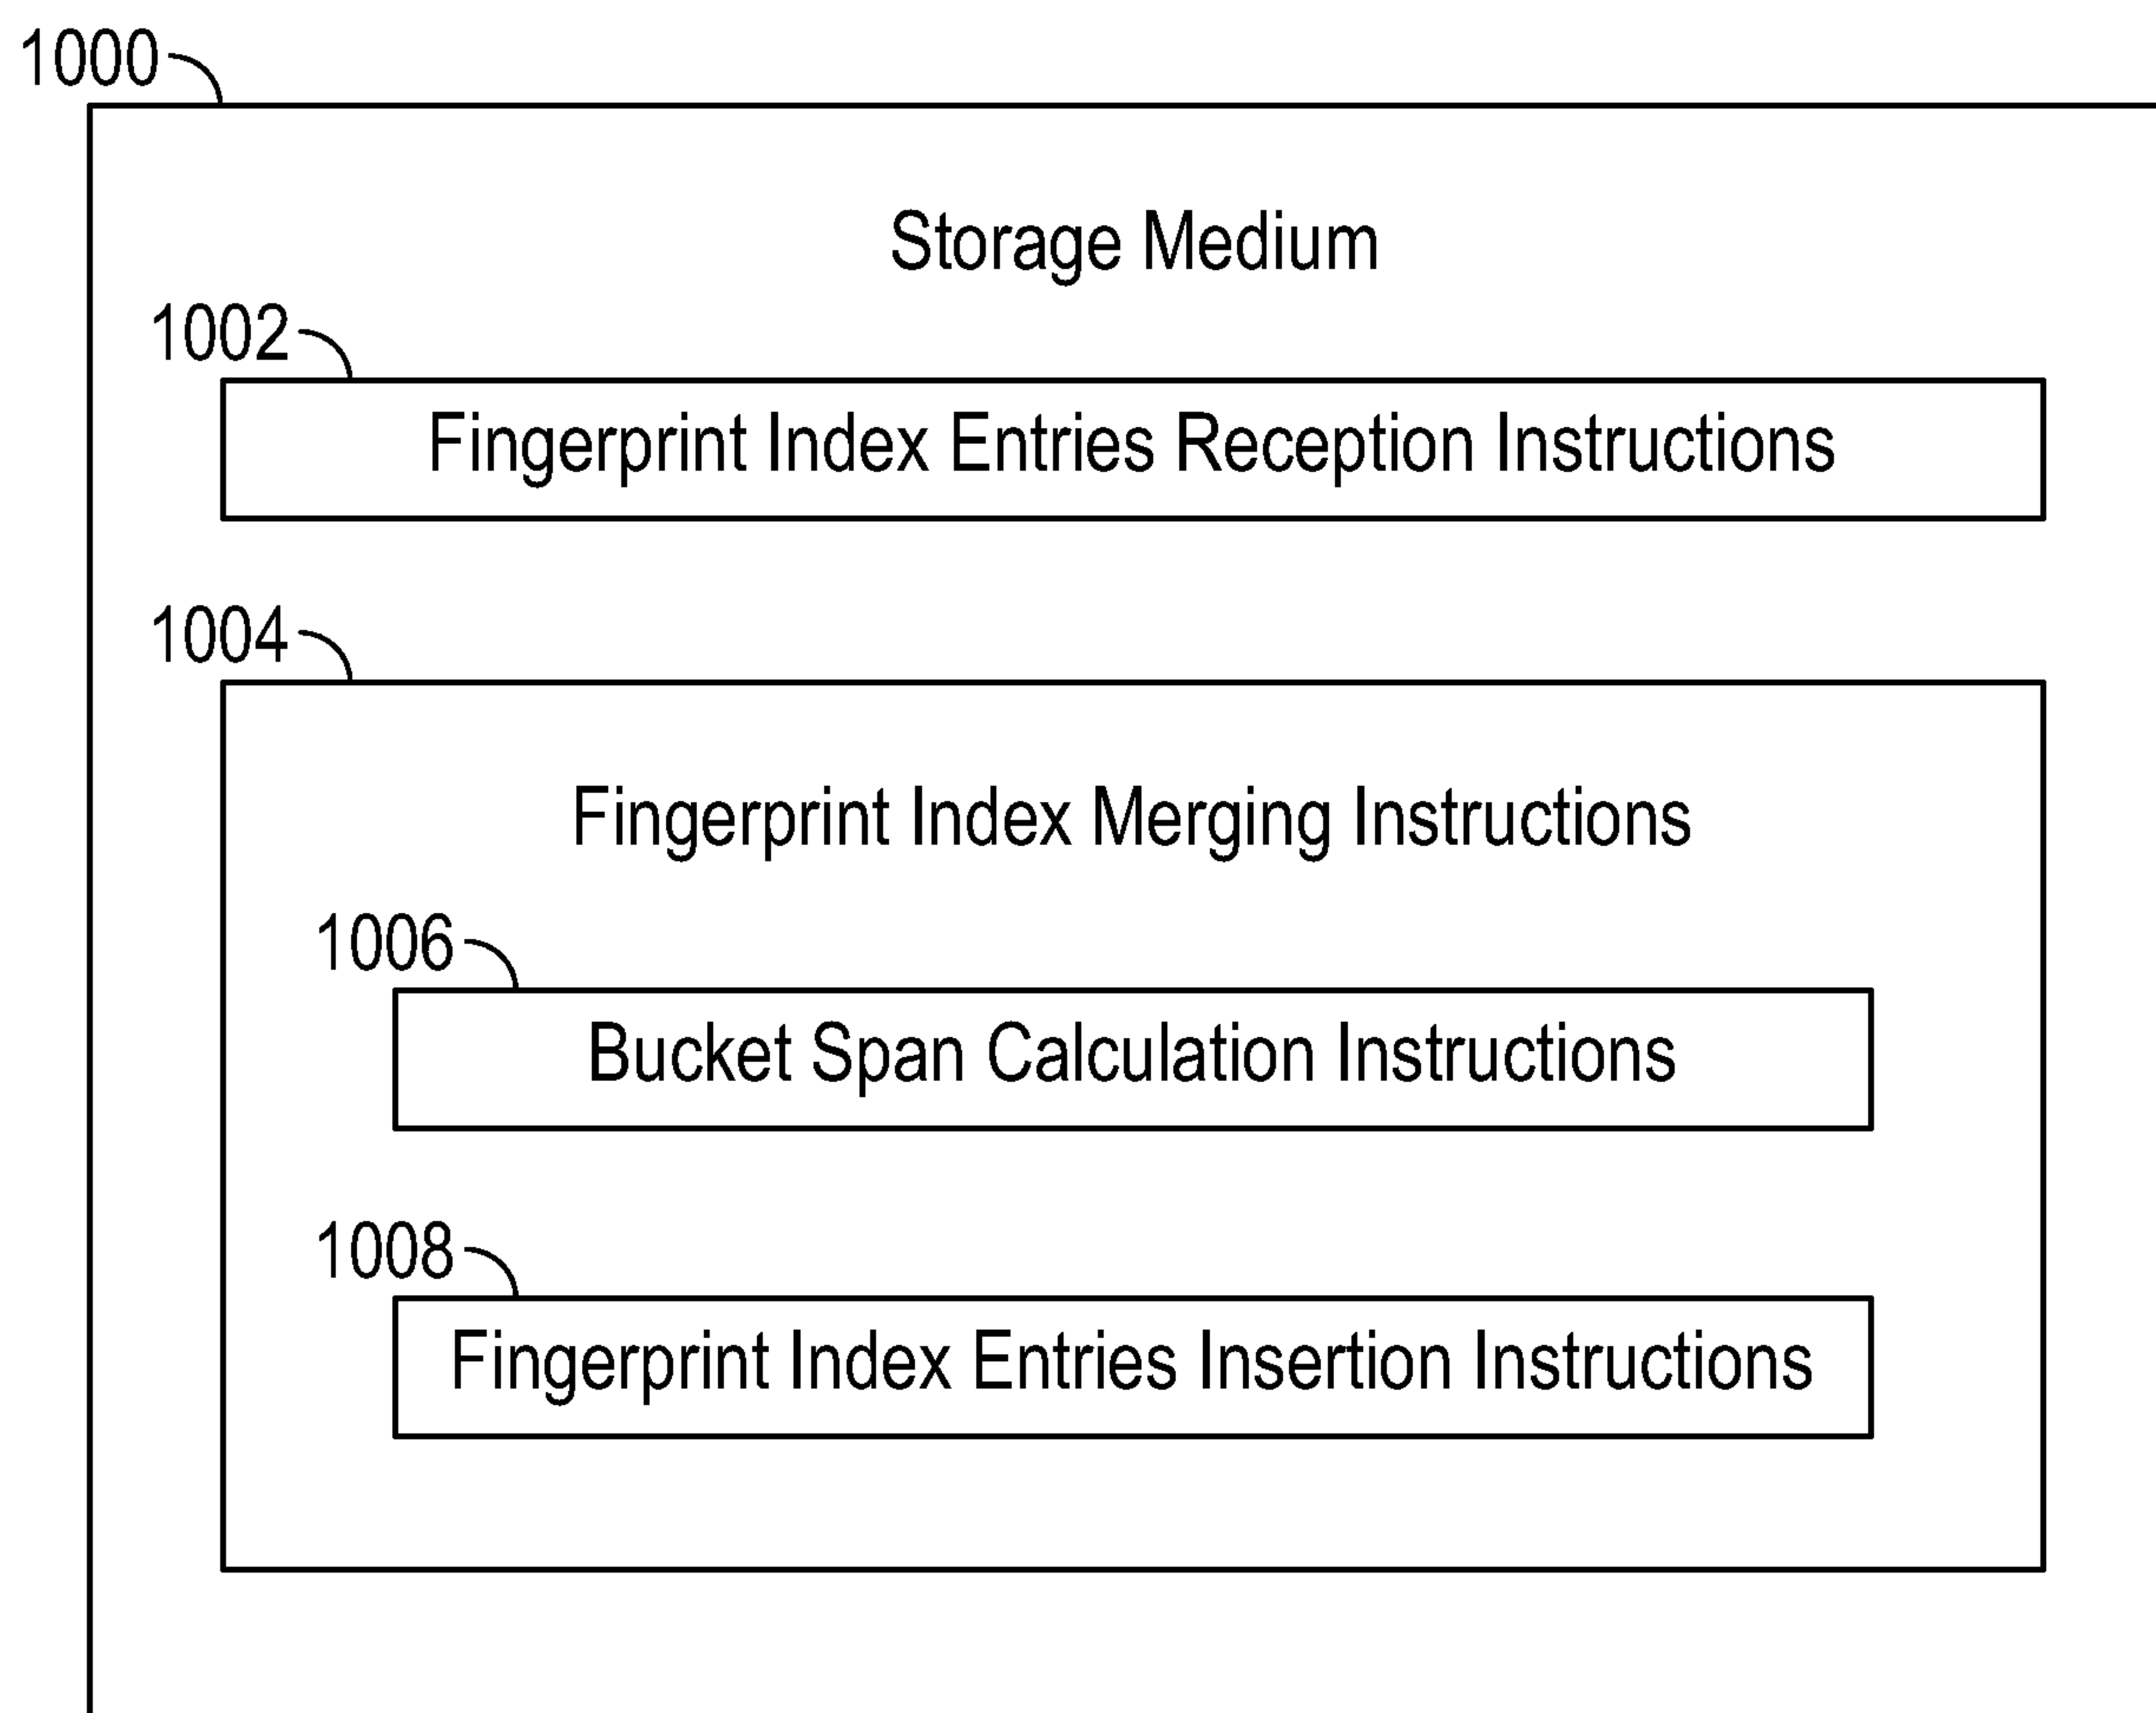 1000
Storage Medium
1002
Fingerprint Index Entries Reception Instructions
1004
Fingerprint Index Merging Instructions
1006
Bucket Span Calculation Instructions
1008
Fingerprint Index Entries Insertion Instructions